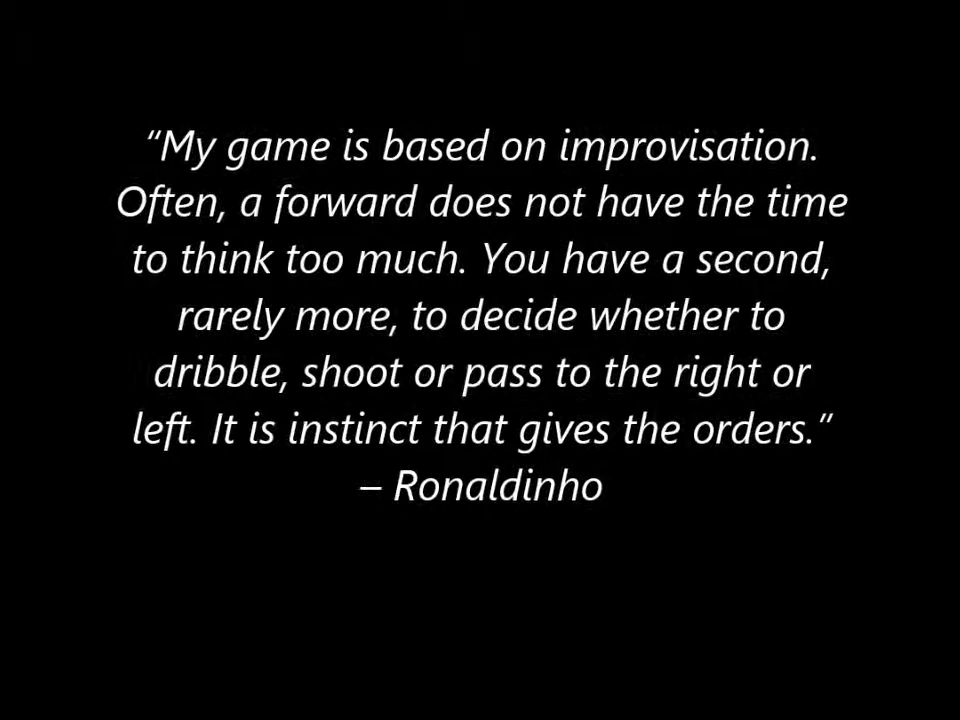 “My game is based on improvisation.
Often, a forward does not have the time
to think too much. You have a second,
rarely more, to decide whether to
dribble, shoot or pass to the right or
left. It is instinct that gives the orders.”
– Ronaldinho